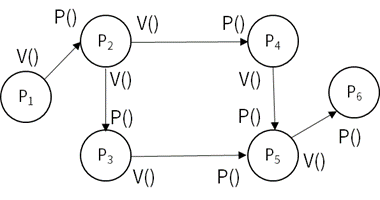 P() V() P()
V() P2 P4
V() V()
P1 P6
P() P()
P3 P5 P()
V() P() V()